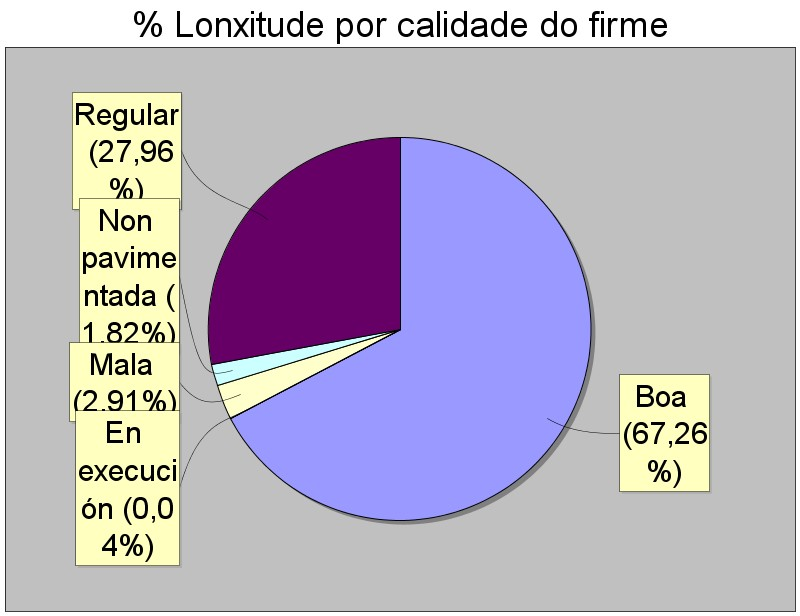 % Lonxitude por calidade do firme
Regular
(27,96
%)
Non
pavime
ntada (
1,82%)
Mala
(2,91%)
En
execuci
ón (0,0
4%)
Boa
(67,26
%)